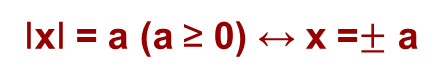 |x| = a (a ≥ 0) ↔ x =± a